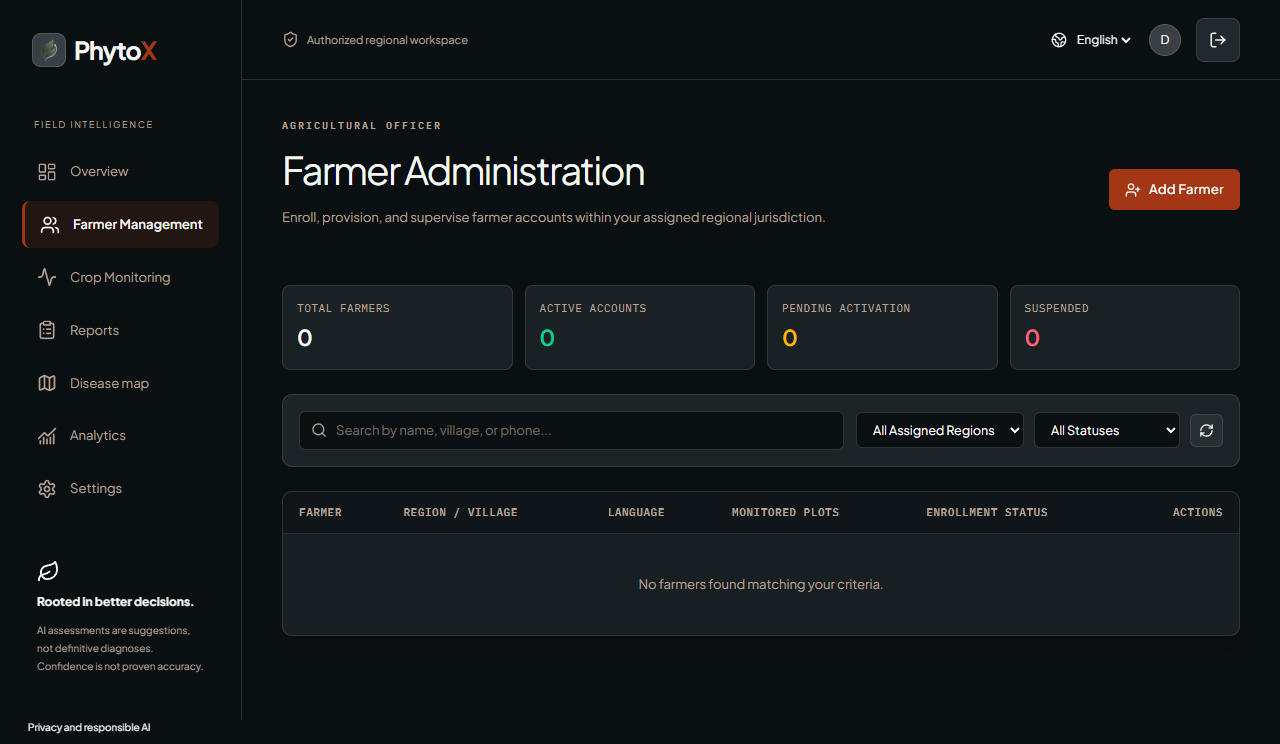 PhytoX
Authorized regional workspace
English
D
FIELD INTELLIGENCE
Overview
Farmer Management
Crop Monitoring
Reports
Disease map
Analytics
Settings
Rooted in better decisions.
AI assessments are suggestions,
not definitive diagnoses.
Confidence is not proven accuracy.
Privacy and responsible AI
AGRICULTURAL OFFICER
Farmer Administration
Enroll, provision, and supervise farmer accounts within your assigned regional jurisdiction.
Add Farmer
TOTAL FARMERS
0
ACTIVE ACCOUNTS
0
PENDING ACTIVATION
0
SUSPENDED
0
Search by name, village, or phone...
All Assigned Regions
All Statuses
FARMER REGION / VILLAGE LANGUAGE MONITORED PLOTS ENROLLMENT STATUS ACTIONS
No farmers found matching your criteria.